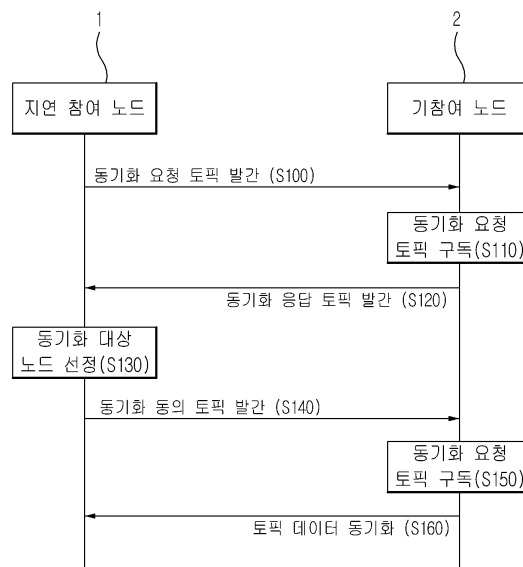 1
2
지연 참여 노드
기참여 노드
동기화 요청 토픽 발간 (S100)
동기화 요청
토픽 구독(S110)
동기화 응답 토픽 발간 (S120)
동기화 대상
노드 선정(S130)
동기화 동의 토픽 발간 (S140)
동기화 요청
토픽 구독(S150)
토픽 데이터 동기화 (S160)